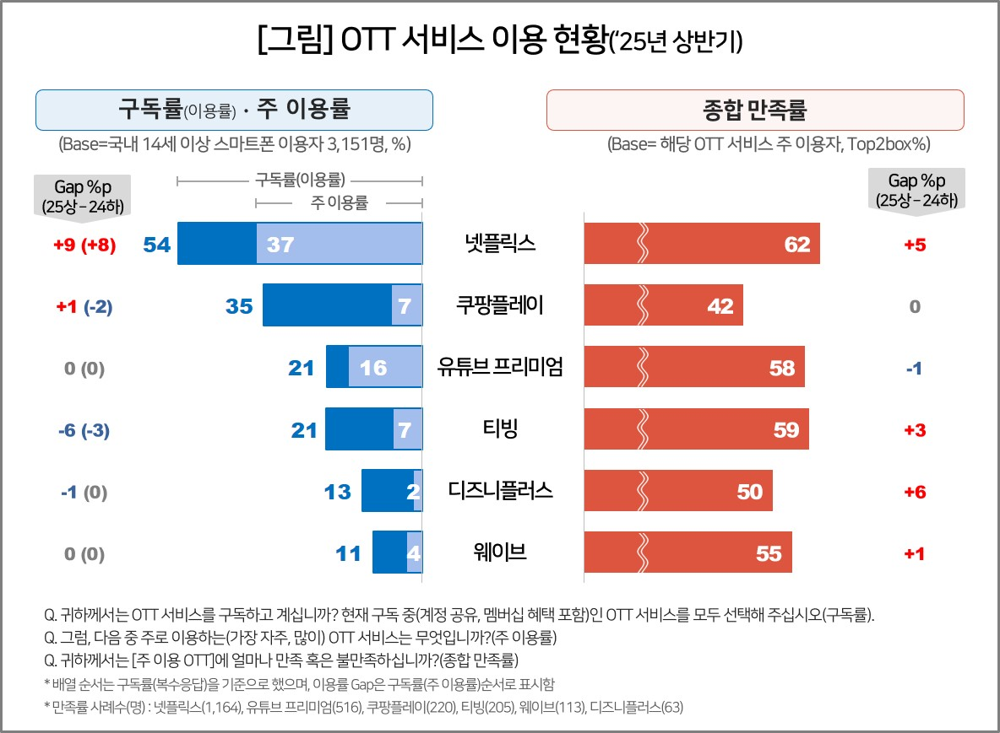 [그림] OTT 서비스 이용 현황(‘25년 상반기)
구독률(이용률) · 주 이용률
(Base=국내 14세 이상 스마트폰 이용자 3,151명, %)
종합 만족률
(Base= 해당 OTT 서비스 주 이용자, Top2box%)
Gap %p
(25상–24하)
구독률(이용률)
주 이용률
Gap %p
(25상–24하)
+9 (+8) 54 37 넷플릭스 62 +5
+1 (-2) 35 7 쿠팡플레이 42 0
0 (0) 21 16 유튜브 프리미엄 58 -1
-6 (-3) 21 7 티빙 59 +3
-1 (0) 13 2 디즈니플러스 50 +6
0 (0) 11 4 웨이브 55 +1
Q. 귀하께서는 OTT 서비스를 구독하고 계십니까? 현재 구독 중(계정 공유, 멤버십 혜택 포함)인 OTT 서비스를 모두 선택해 주십시오(구독률).
Q. 그럼, 다음 중 주로 이용하는(가장 자주, 많이) OTT 서비스는 무엇입니까?(주 이용률)
Q. 귀하께서는 [주 이용 OTT]에 얼마나 만족 혹은 불만족하십니까?(종합 만족률)
* 배열 순서는 구독률(복수응답)을 기준으로 했으며, 이용률 Gap은 구독률(주 이용률)순서로 표시함
* 만족률 사례수(명) : 넷플릭스(1,164), 유튜브 프리미엄(516), 쿠팡플레이(220), 티빙(205), 웨이브(113), 디즈니플러스(63)